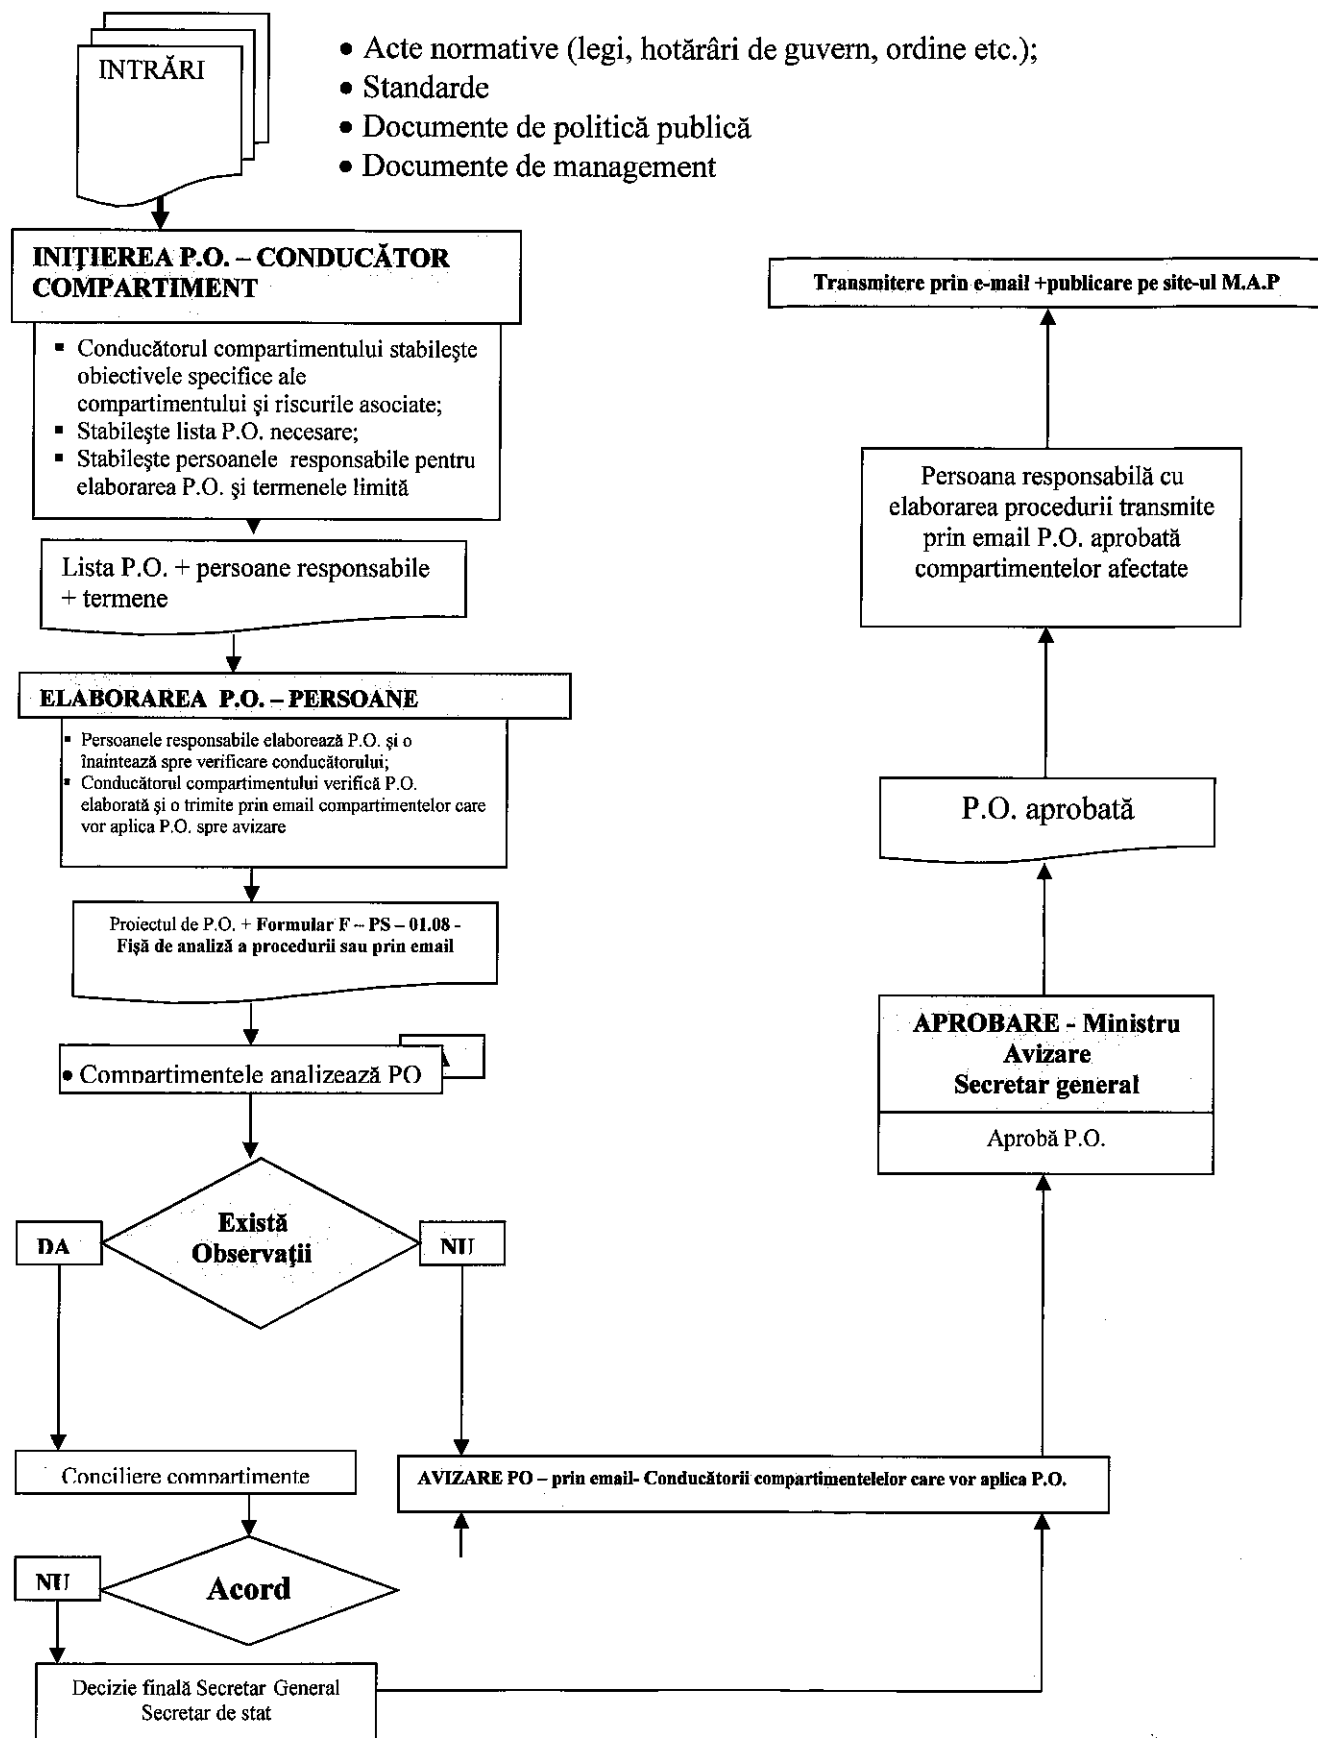 INTRĂRI
• Acte normative (legi, hotărâri de guvern, ordine etc.);
• Standarde
• Documente de politică publică
• Documente de management
INIŢIEREA P.O. – CONDUCĂTOR
COMPARTIMENT
▪ Conducătorul compartimentului stabileşte
obiectivele specifice ale
compartimentului şi riscurile asociate;
▪ Stabileşte lista P.O. necesare;
▪ Stabileşte persoanele responsabile pentru
elaborarea P.O. şi termenele limită
Lista P.O. + persoane responsabile
+ termene
ELABORAREA P.O. – PERSOANE
▪ Persoanele responsabile elaborează P.O. şi o
înaintează spre verificare conducătorului;
▪ Conducătorul compartimentului verifică P.O.
elaborată şi o trimite prin email compartimentelor care
vor aplica P.O. spre avizare
Proiectul de P.O. + Formular F – PS – 01.08 -
Fişă de analiză a procedurii sau prin email
• Compartimentele analizează PO
Există
Observaţii
DA
NU
Conciliere compartimente
Acord
NU
Decizie finală Secretar General
Secretar de stat
AVIZARE PO – prin email- Conducătorii compartimentelelor care vor aplica P.O.
APROBARE - Ministru
Avizare
Secretar general
Aprobă P.O.
P.O. aprobată
Persoana responsabilă cu
elaborarea procedurii transmite
prin email P.O. aprobată
compartimentelor afectate
Transmitere prin e-mail +publicare pe site-ul M.A.P